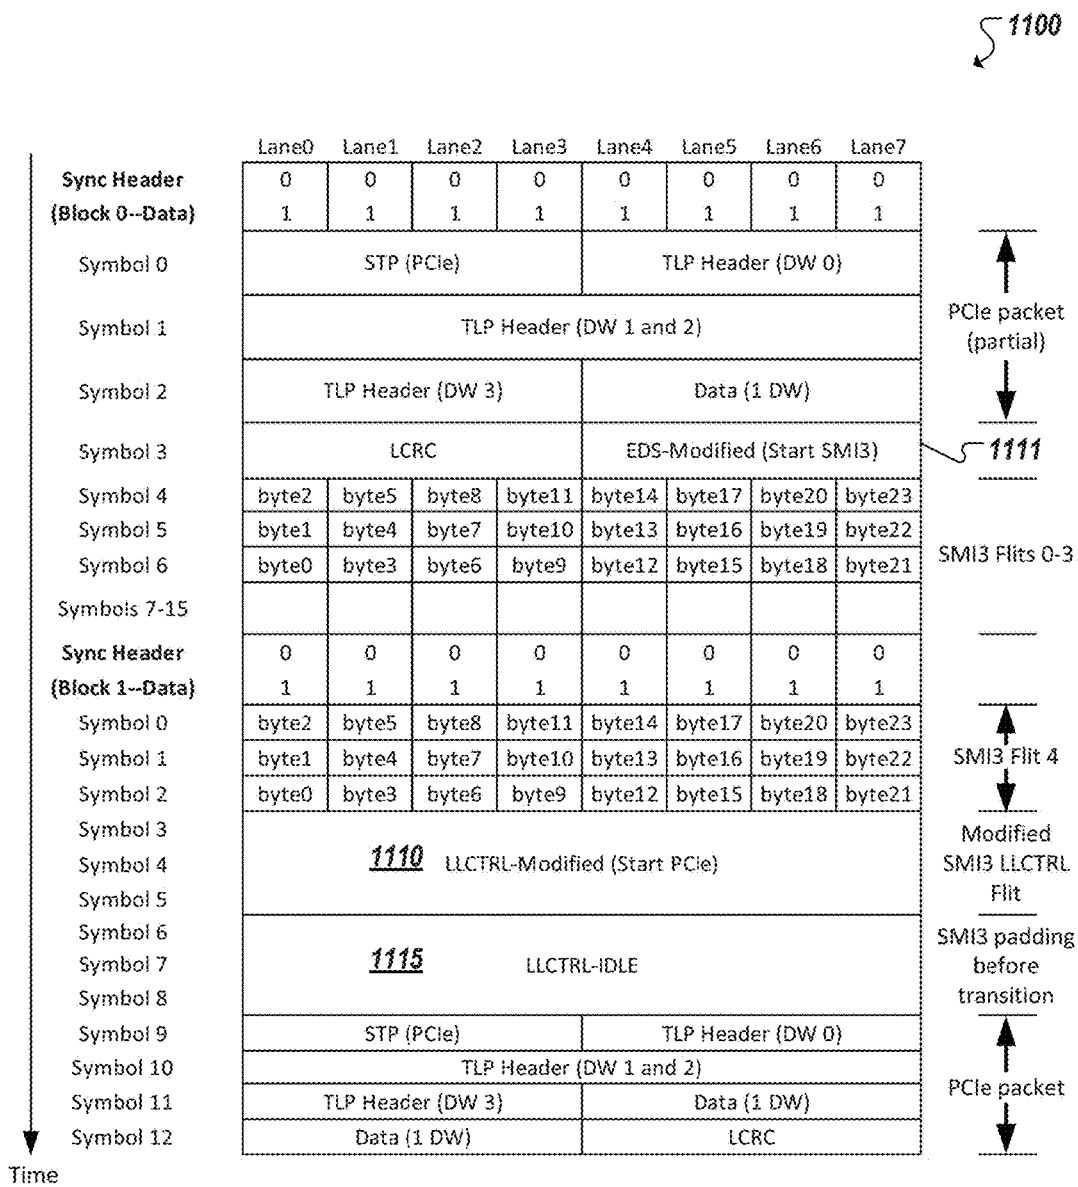 1100
Lane0 Lane1 Lane2 Lane3 Lane4 Lane5 Lane6 Lane7
Sync Header 0 0 0 0 0 0 0 0
(Block 0--Data) 1 1 1 1 1 1 1 1
Symbol 0 STP (PCIe) TLP Header (DW 0)
Symbol 1 TLP Header (DW 1 and 2) PCIe packet
(partial)
Symbol 2 TLP Header (DW 3) Data (1 DW)
Symbol 3 LCRC EDS-Modified (Start SMI3) 1111
Symbol 4 byte2 byte5 byte8 byte11 byte14 byte17 byte20 byte23
Symbol 5 byte1 byte4 byte7 byte10 byte13 byte16 byte19 byte22
Symbol 6 byte0 byte3 byte6 byte9 byte12 byte15 byte18 byte21 SMI3 Flits 0-3
Symbols 7-15
Sync Header 0 0 0 0 0 0 0 0
(Block 1--Data) 1 1 1 1 1 1 1 1
Symbol 0 byte2 byte5 byte8 byte11 byte14 byte17 byte20 byte23
Symbol 1 byte1 byte4 byte7 byte10 byte13 byte16 byte19 byte22 SMI3 Flit 4
Symbol 2 byte0 byte3 byte6 byte9 byte12 byte15 byte18 byte21
Symbol 3 Modified
Symbol 4 1110 LLCTRL-Modified (Start PCIe) SMI3 LLCTRL
Symbol 5 Flit
Symbol 6 SMI3 padding
Symbol 7 1115 LLCTRL-IDLE before
Symbol 8 transition
Symbol 9 STP (PCIe) TLP Header (DW 0)
Symbol 10 TLP Header (DW 1 and 2)
PCIe packet
Symbol 11 TLP Header (DW 3) Data (1 DW)
Symbol 12 Data (1 DW) LCRC
Time